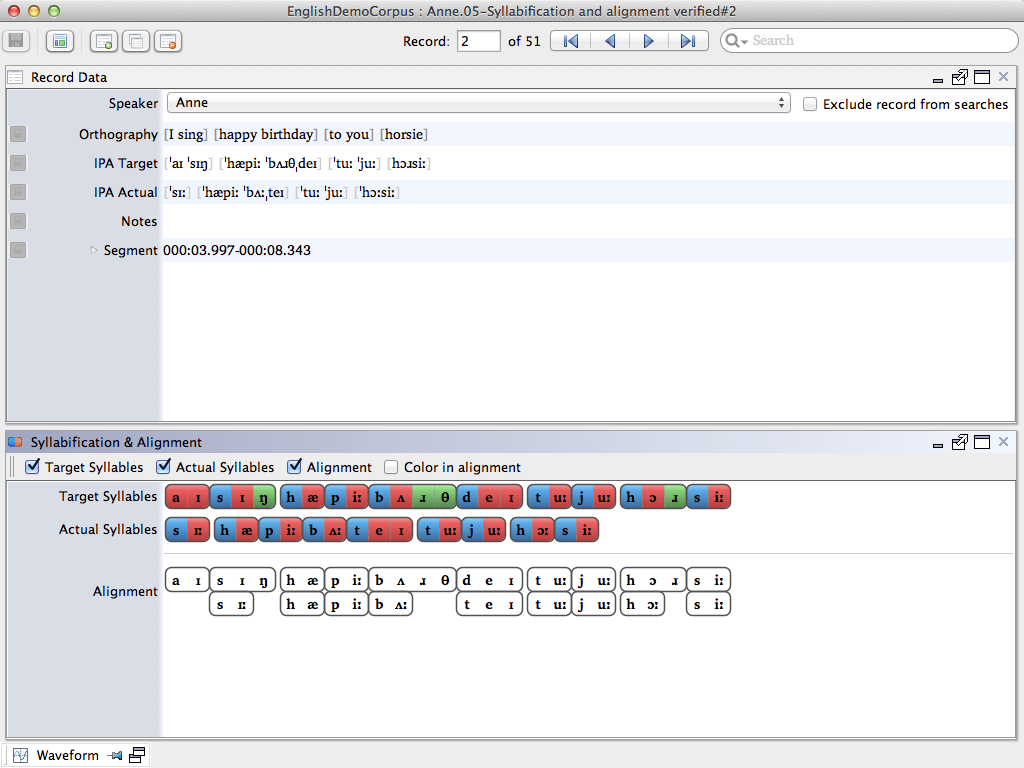 EnglishDemoCorpus : Anne.05-Syllabification and alignment verified#2
Record: 2 of 51 Search
Record Data
Speaker Anne Exclude record from searches
Orthography [I sing] [happy birthday] [to you] [horsie]
IPA Target [ˈaɪ ˈsɪŋ] [ˈhæpiː ˈbʌɹθˌdeɪ] [ˈtuː ˈjuː] [hɔɹsiː]
IPA Actual [ˈsɪː] [ˈhæpiː ˈbʌːˌteɪ] [ˈtuː ˈjuː] [ˈhɔːsiː]
Notes
Segment 000:03.997-000:08.343
Syllabification & Alignment
Target Syllables Actual Syllables Alignment Color in alignment
Target Syllables a ɪ s ɪ ŋ h æ p iː b ʌ ɹ θ d e ɪ t uː j uː h ɔ ɹ s iː
Actual Syllables s ɪː h æ p iː b ʌː t e ɪ t uː j uː h ɔː s iː
Alignment
a ɪ s ɪ ŋ h æ p iː b ʌ ɹ θ d e ɪ t uː j uː h ɔ ɹ s iː
s ɪː h æ p iː b ʌː t e ɪ t uː j uː h ɔː s iː
Waveform